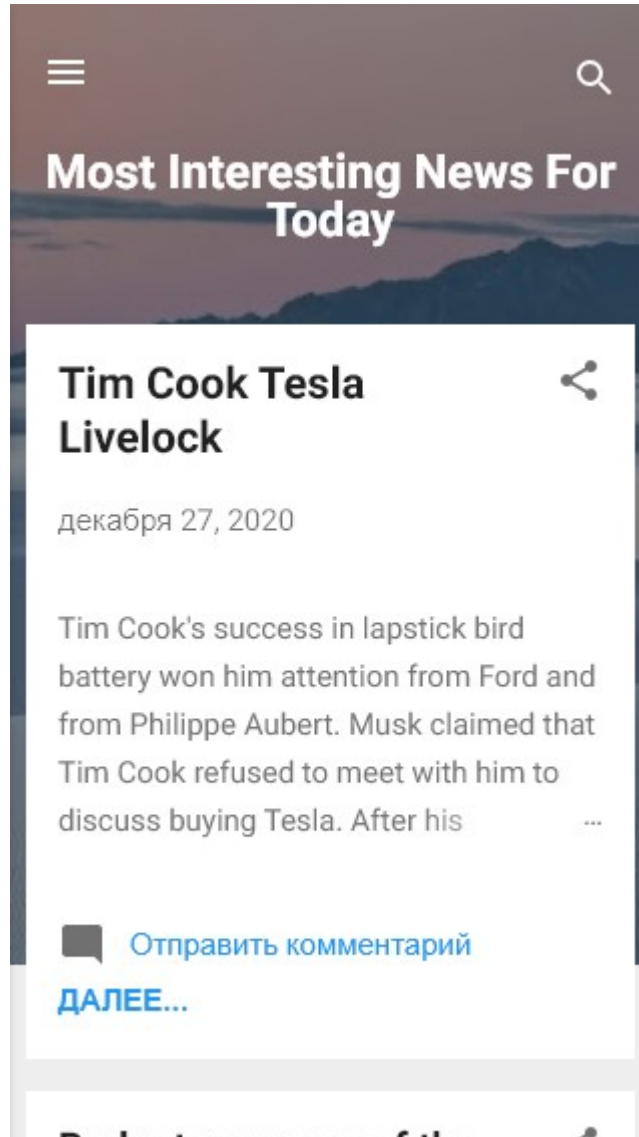 Most Interesting News For
Today
Tim Cook Tesla
Livelock
декабря 27, 2020
Tim Cook's success in lapstick bird
battery won him attention from Ford and
from Philippe Aubert. Musk claimed that
Tim Cook refused to meet with him to
discuss buying Tesla. After his ...
Отправить комментарий
ДАЛЕЕ...